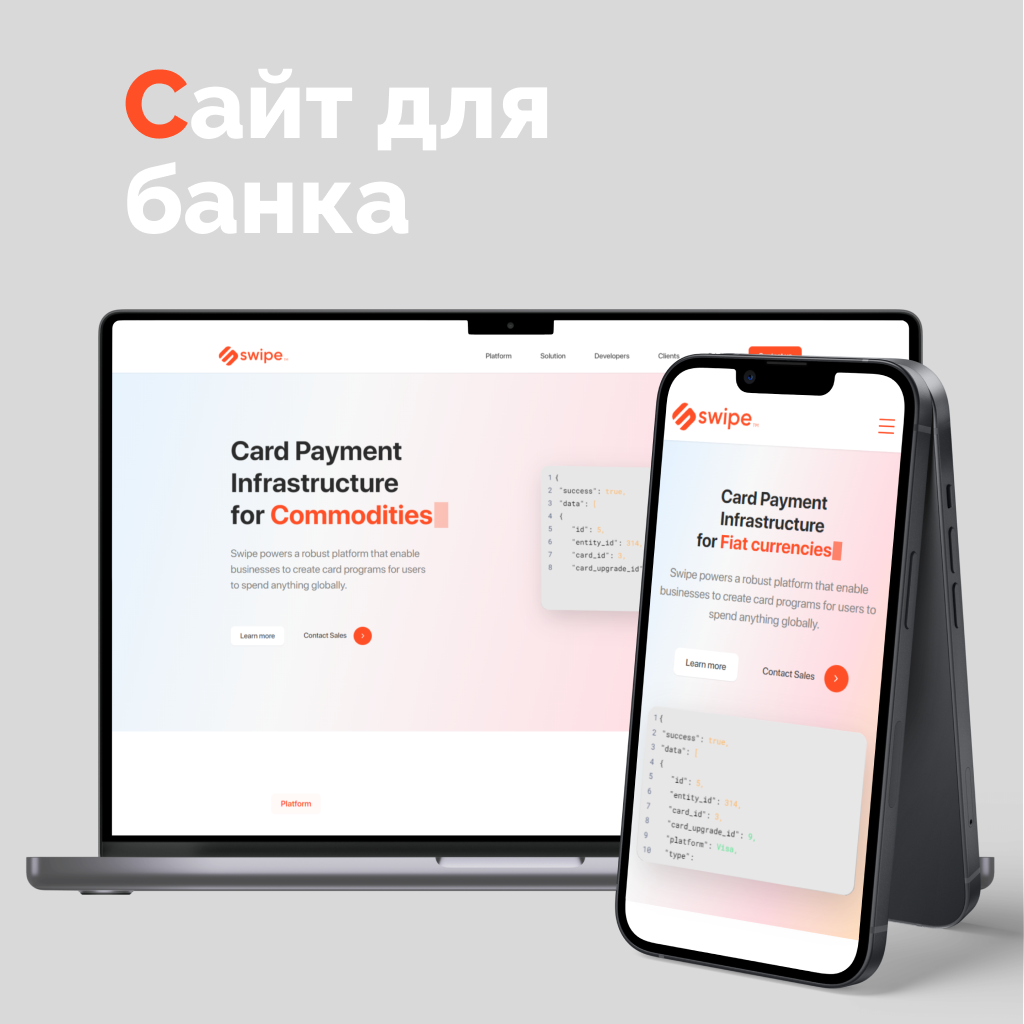 Сайт для
банка
swipe™
Platform
Solution
Developers
Clients
Card Payment
Infrastructure
for Commodities
Swipe powers a robust platform that enable
businesses to create card programs for users
to spend anything globally.
Learn more
Contact Sales
1 {
2 "success": true,
3 "data": [
4 {
5 "id": 5,
6 "entity_id": 314,
7 "card_id": 3,
8 "card_upgrade_id"
Platform
swipe™
Card Payment
Infrastructure
for Fiat currencies
Swipe powers a robust platform that enable
businesses to create card programs for users to
spend anything globally.
Learn more
Contact Sales
1 {
2 "success": true,
3 "data": [
4 {
5 "id": 5,
6 "entity_id": 314,
7 "card_id": 3,
8 "card_upgrade_id": 9,
9 "platform": Visa,
10 "type":